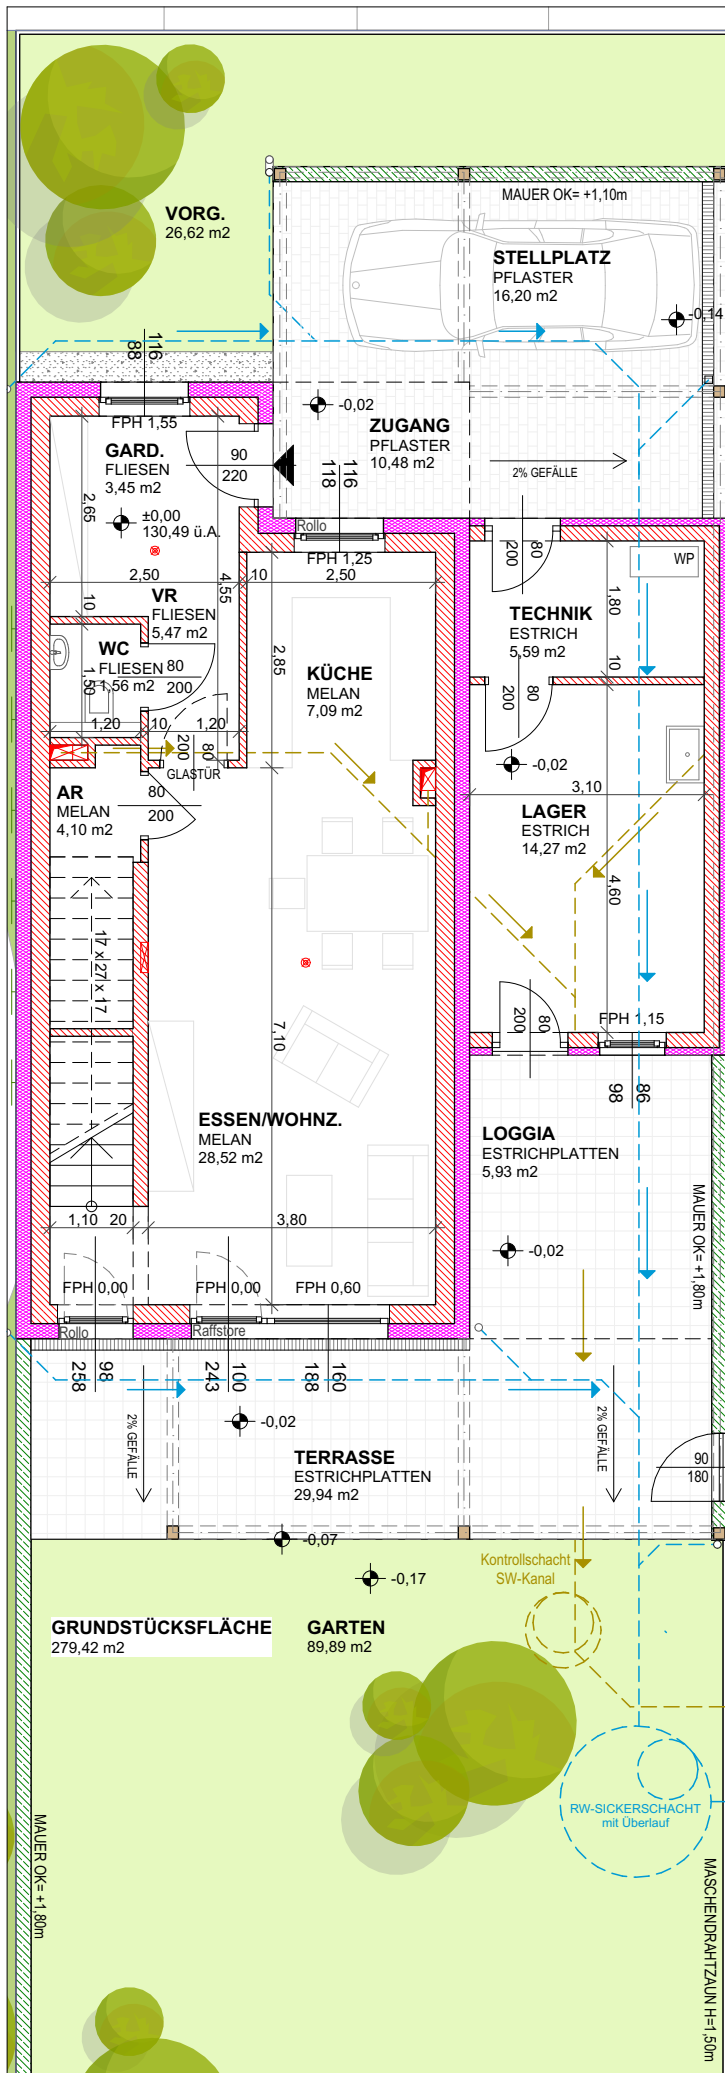 MAUER OK= +1,10m
VORG.
26,62 m2
STELLPLATZ
PFLASTER
16,20 m2
-0,14
116
88
-0,02
FPH 1,55
ZUGANG
PFLASTER
10,48 m2
GARD.
FLIESEN
3,45 m2
90
220
116
118
2% GEFÄLLE
2,65
±0,00
130,49 ü.A.
Rollo
FPH 1,25
80
200
WP
2,50
4,55
10
2,50
1,80
10
VR
FLIESEN
5,47 m2
TECHNIK
ESTRICH
5,59 m2
10
WC
FLIESEN
1,56 m2
1,50
80
200
2,85
KÜCHE
MELAN
7,09 m2
80
200
1,20
10
1,20
80
200
GLASTÜR
-0,02
AR
MELAN
4,10 m2
80
200
3,10
LAGER
ESTRICH
14,27 m2
4,60
17 x 27 x 17
7,10
80
200
FPH 1,15
86
98
ESSEN/WOHNZ.
MELAN
28,52 m2
LOGGIA
ESTRICHPLATTEN
5,93 m2
MAUER OK= +1,80m
1,10
20
3,80
-0,02
FPH 0,00
FPH 0,00
FPH 0,60
Rollo
Raffstore
98
258
100
243
160
188
2% GEFÄLLE
-0,02
2% GEFÄLLE
TERRASSE
ESTRICHPLATTEN
29,94 m2
90
180
-0,07
-0,17
Kontrollschacht
SW-Kanal
GRUNDSTÜCKSFLÄCHE
279,42 m2
GARTEN
89,89 m2
RW-SICKERSCHACHT
mit Überlauf
MAUER OK= +1,80m
MASCHENDRAHTZAUN H=1,50m